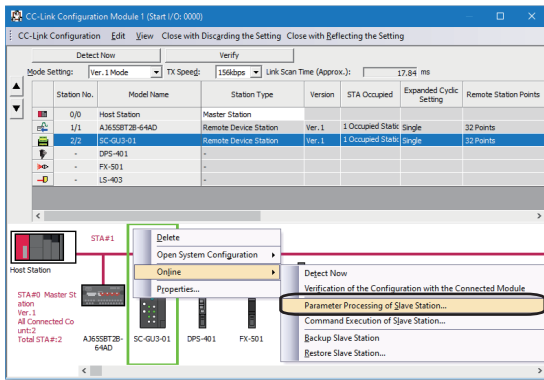 CC-Link Configuration Module 1 (Start I/O: 0000)
CC-Link Configuration Edit View Close with Discarding the Setting Close with Reflecting the Setting
Detect Now Verify
Mode Setting: Ver.1 Mode TX Speed: 156kbps Link Scan Time (Approx.): 17.84 ms
Station No. Model Name Station Type Version STA Occupied Expanded Cyclic Setting Remote Station Points
0/0 Host Station Master Station
1/1 AJ65SBT2B-64AD Remote Device Station Ver.1 1 Occupied Static Single 32 Points
2/2 SC-GU3-01 Remote Device Station Ver.1 1 Occupied Static Single 32 Points
- DPS-401 -
- FX-501 -
- LS-403 -
STA#1
Host Station
STA#0 Master St
ation
Ver.1
All Connected Co
unt:2
Total STA#:2
AJ65SBT2B-
64AD
SC-GU3-01
DPS-401
FX-501
Delete
Open System Configuration
Online
Properties...
Detect Now
Verification of the Configuration with the Connected Module
Parameter Processing of Slave Station...
Command Execution of Slave Station...
Backup Slave Station
Restore Slave Station...